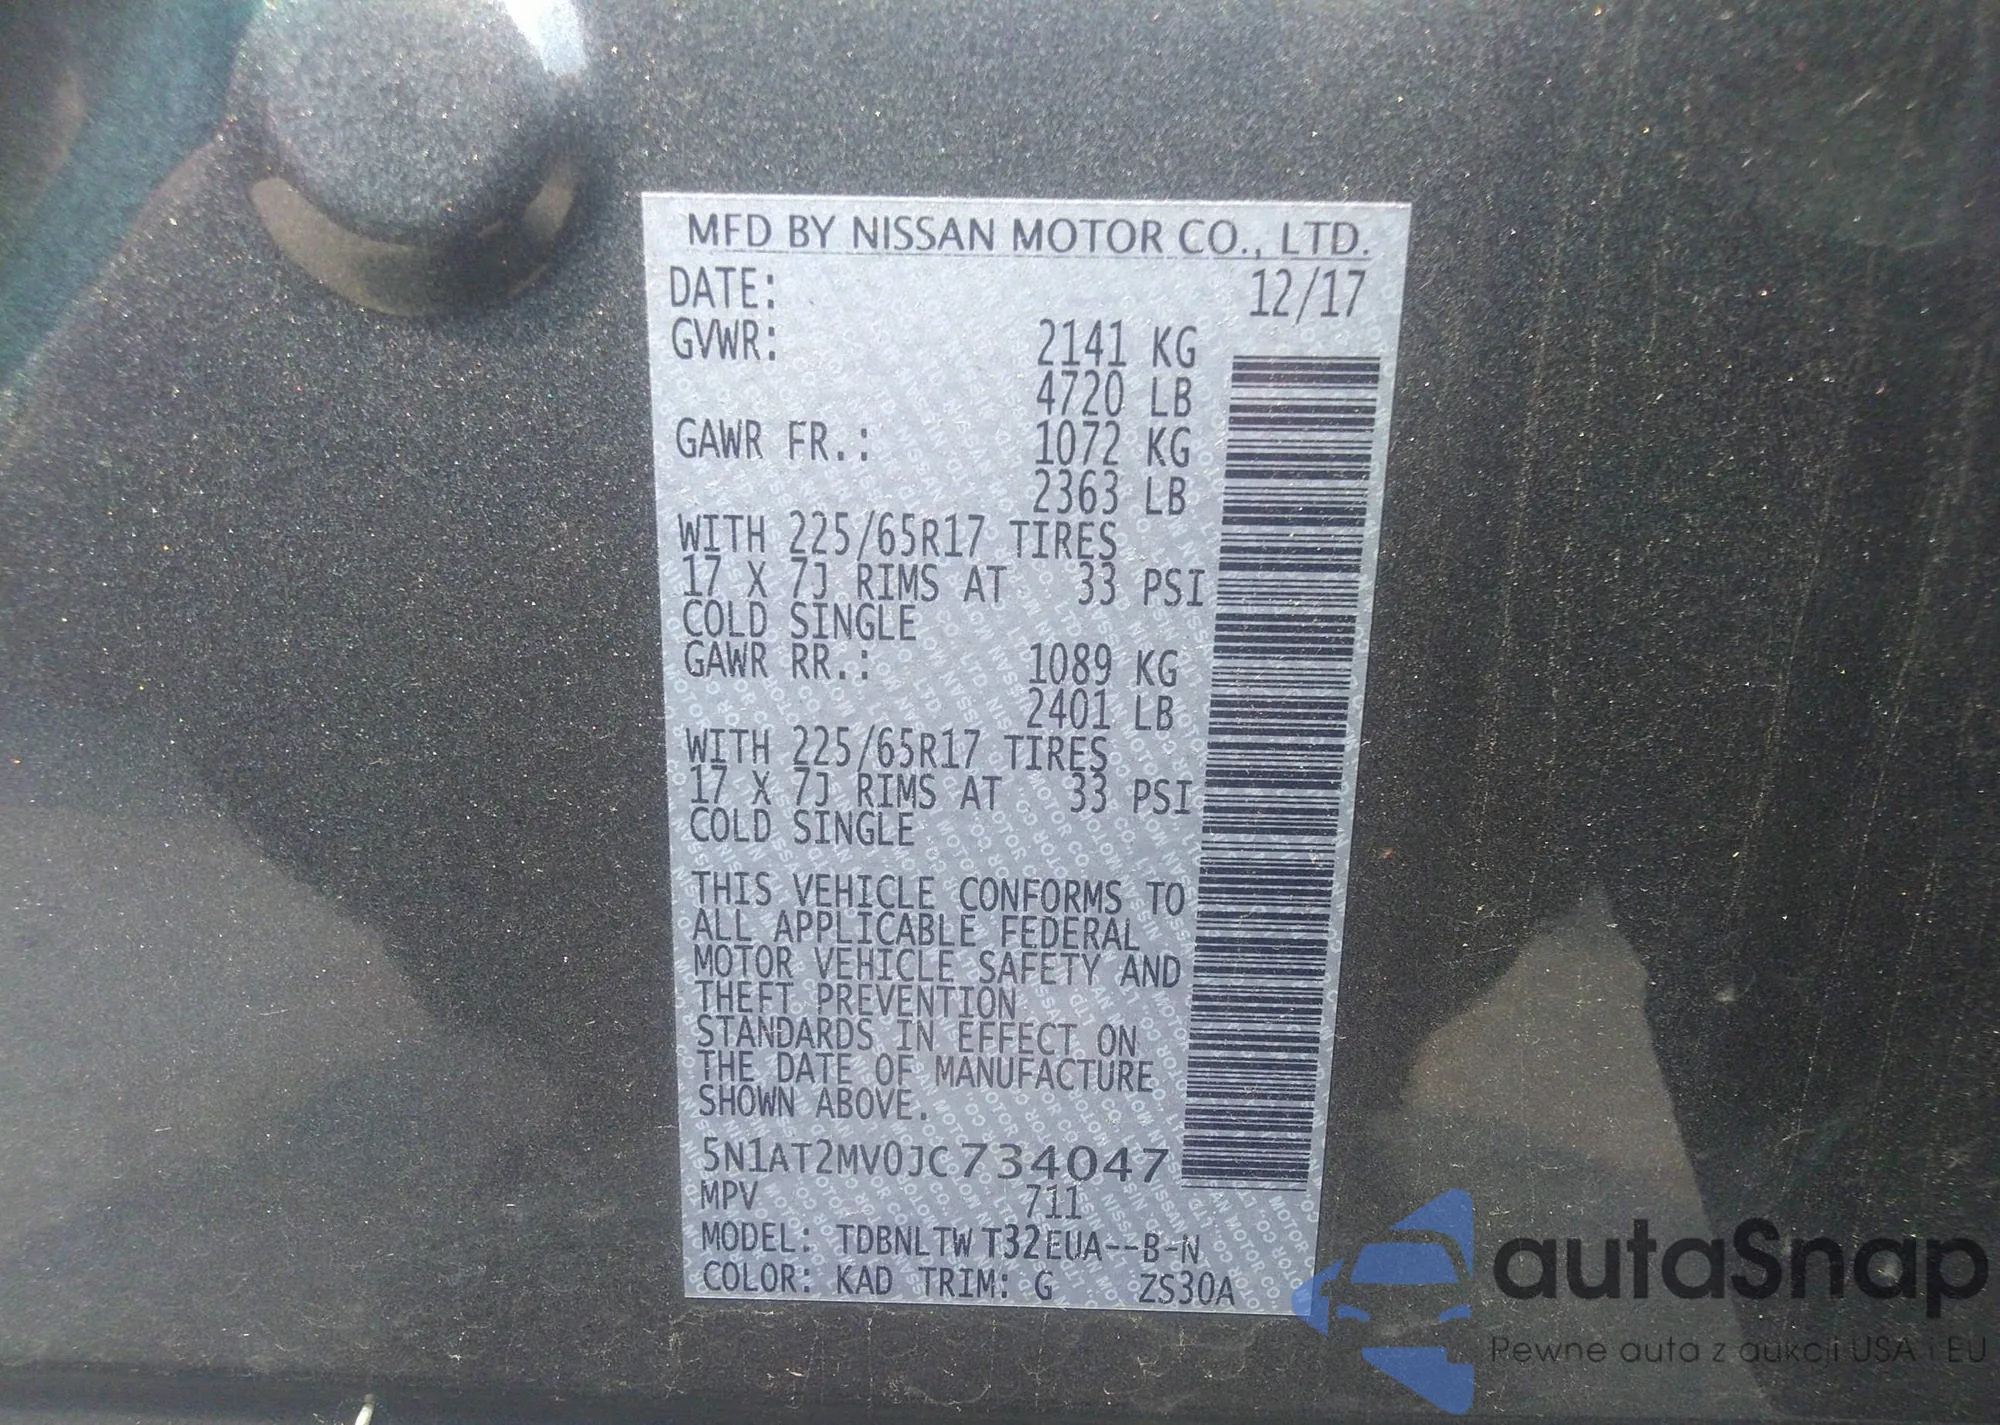 MFD BY NISSAN MOTOR CO., LTD.
DATE: 12/17
GVWR: 2141 KG
4720 LB
GAWR FR.: 1072 KG
2363 LB
WITH 225/65R17 TIRES
17 X 7J RIMS AT 33 PSI
COLD SINGLE
GAWR RR.: 1089 KG
2401 LB
WITH 225/65R17 TIRES
17 X 7J RIMS AT 33 PSI
COLD SINGLE
THIS VEHICLE CONFORMS TO
ALL APPLICABLE FEDERAL
MOTOR VEHICLE SAFETY AND
THEFT PREVENTION
STANDARDS IN EFFECT ON
THE DATE OF MANUFACTURE
SHOWN ABOVE.
5N1AT2MV0JC734047
MPV 711
MODEL: TDBNLTW T32EUA--B-N
COLOR: KAD TRIM: G ZS30A
autaSnap
Pewne auta z aukcji USA i EU